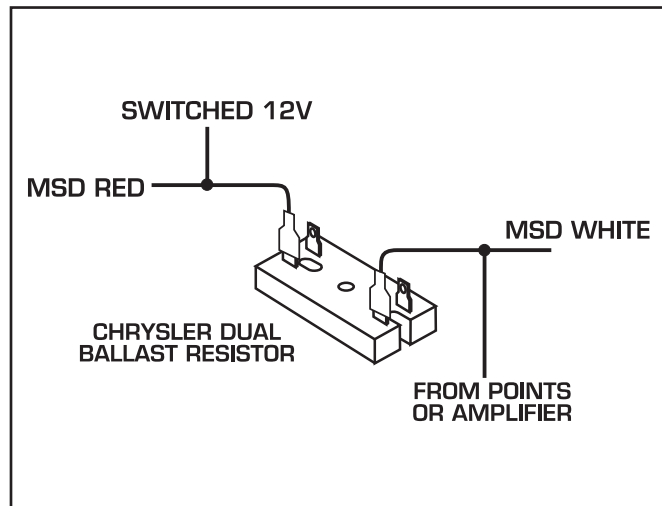 SWITCHED 12V
MSD RED
MSD WHITE
CHRYSLER DUAL
BALLAST RESISTOR
FROM POINTS
OR AMPLIFIER